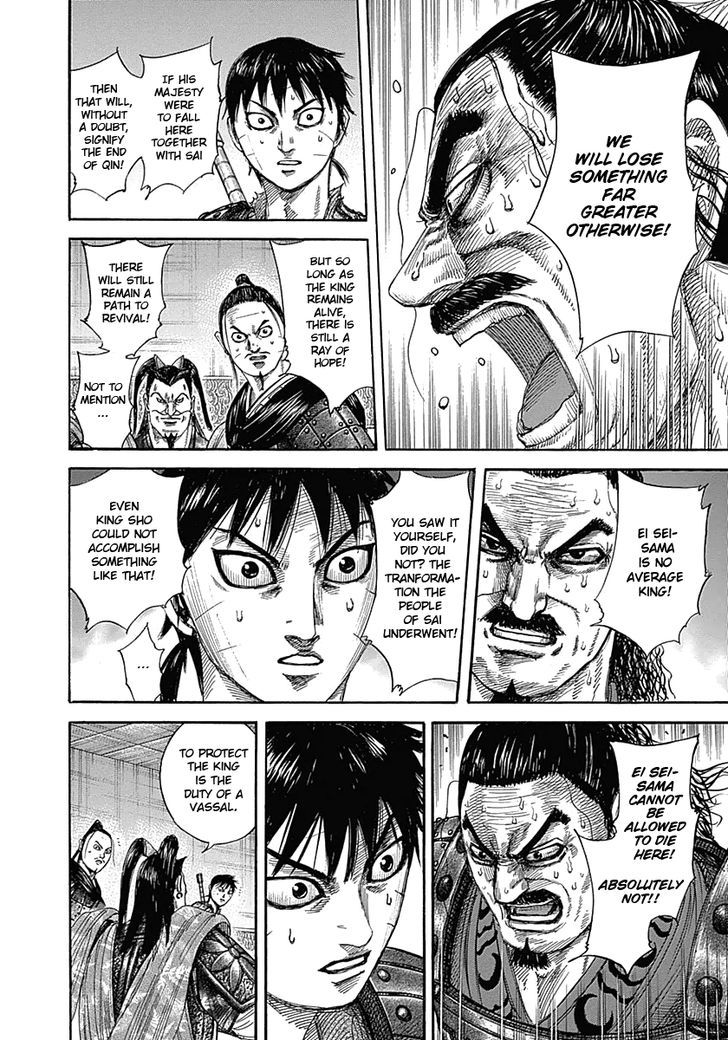 WE
WILL LOSE
SOMETHING
FAR
GREATER
OTHERWISE!
IF HIS
MAJESTY
WERE
TO FALL
HERE
TOGETHER
WITH SAI
THEN
THAT WILL,
WITHOUT
A DOUBT,
SIGNIFY
THE END
OF QIN!
BUT SO
LONG AS
THE KING
REMAINS
ALIVE,
THERE IS
STILL A
RAY OF
HOPE!
THERE
WILL STILL
REMAIN A
PATH TO
REVIVAL!
NOT TO
MENTION
...
EI SEI-
SAMA
IS NO
AVERAGE
KING!
YOU SAW IT
YOURSELF,
DID YOU
NOT? THE
TRANFORMA-
TION THE
PEOPLE
OF SAI
UNDERWENT!
EVEN
KING SHO
COULD NOT
ACCOMPLISH
SOMETHING
LIKE THAT!
...
EI SEI-
SAMA
CANNOT
BE
ALLOWED
TO DIE
HERE!
ABSOLUTELY
NOT!!
TO PROTECT
THE KING
IS THE
DUTY OF A
VASSAL.